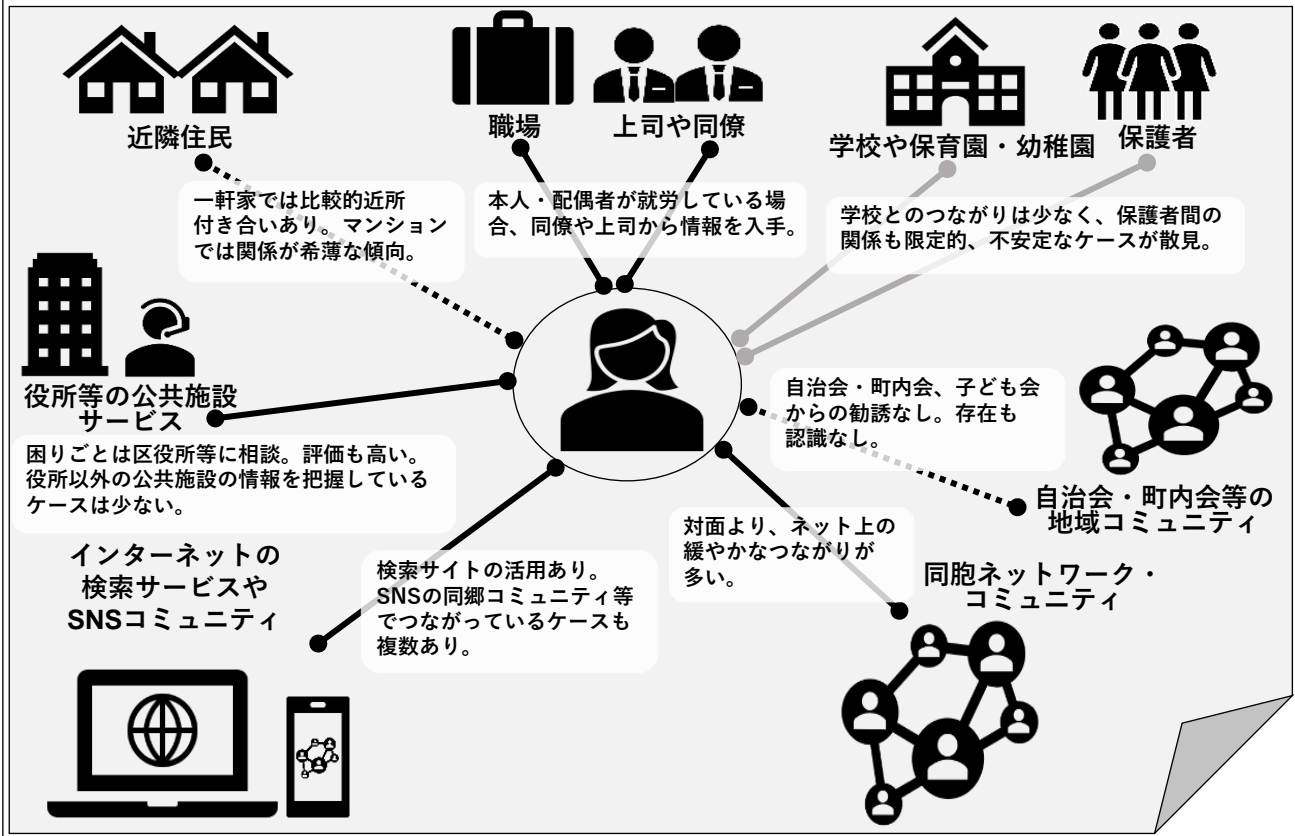 近隣住民
職場
上司や同僚
学校や保育園・幼稚園
保護者
一軒家では比較的近所
付き合いあり。マンション
では関係が希薄な傾向。
本人・配偶者が就労している場
合、同僚や上司から情報を入手。
学校とのつながりは少なく、保護者間の
関係も限定的、不安定なケースが散見。
役所等の公共施設
サービス
困りごとは区役所等に相談。評価も高い。
役所以外の公共施設の情報を把握している
ケースは少ない。
自治会・町内会、子ども会
からの勧誘なし。存在も
認識なし。
自治会・町内会等の
地域コミュニティ
インターネットの
検索サービスや
SNSコミュニティ
検索サイトの活用あり。
SNSの同郷コミュニティ等
でつながっているケースも
複数あり。
対面より、ネット上の
緩やかなつながりが
多い。
同胞ネットワーク・
コミュニティ